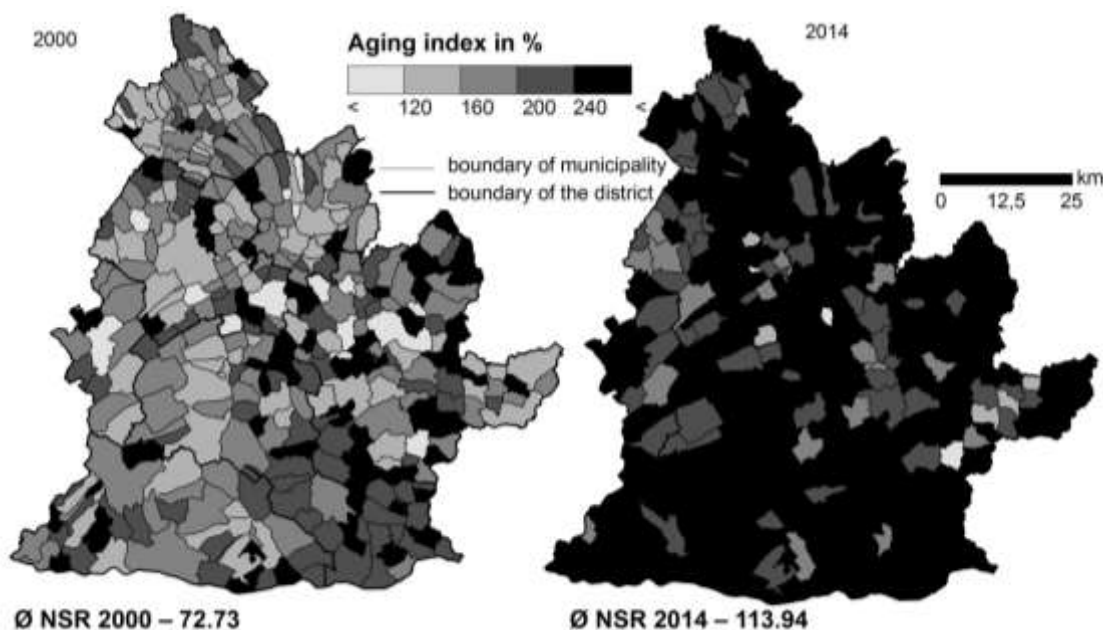 2000
2014
Aging index in %
< 120 160 200 240 <
boundary of municipality
boundary of the district
km
0 12,5 25
Ø NSR 2000 – 72.73
Ø NSR 2014 – 113.94